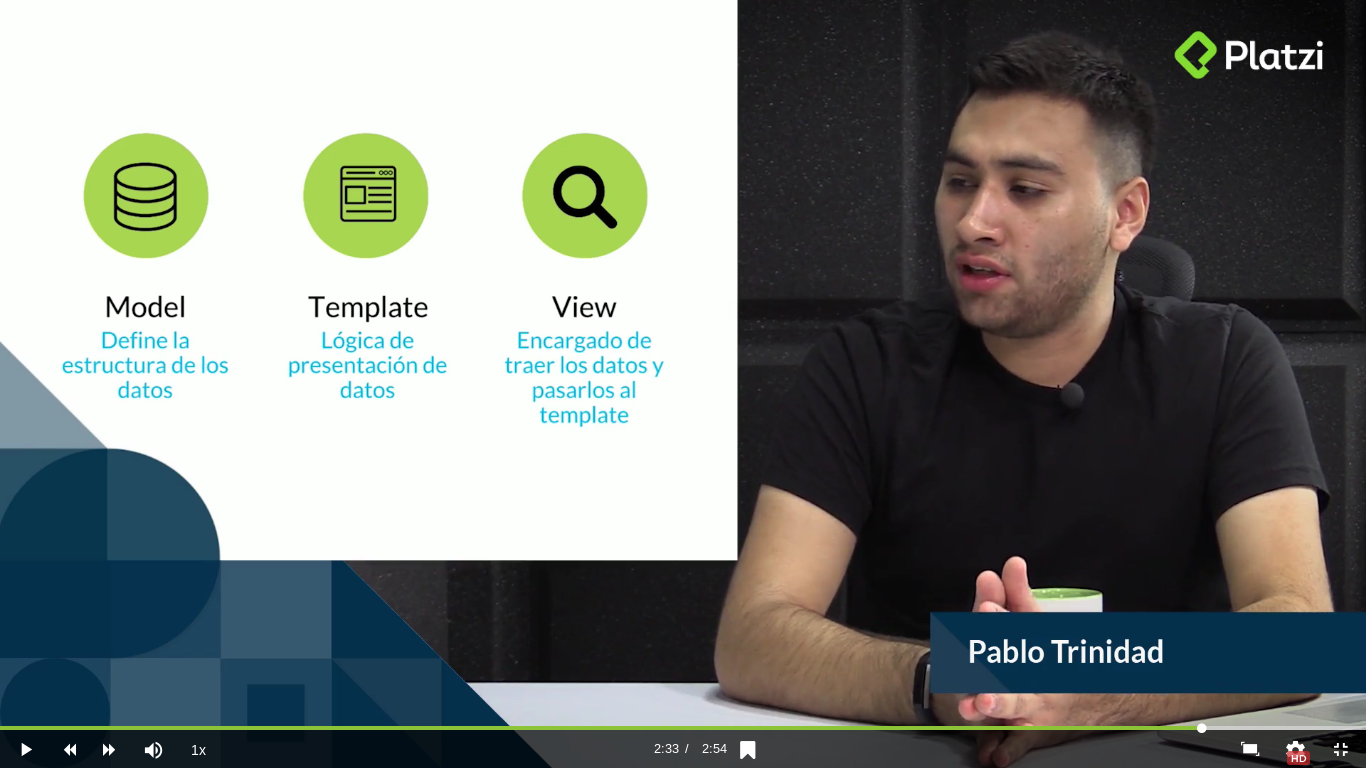 Platzi
Model
Define la
estructura de los
datos
Template
Lógica de
presentación de
datos
View
Encargado de
traer los datos y
pasarlos al
template
Pablo Trinidad
1x
2:33 / 2:54
HD